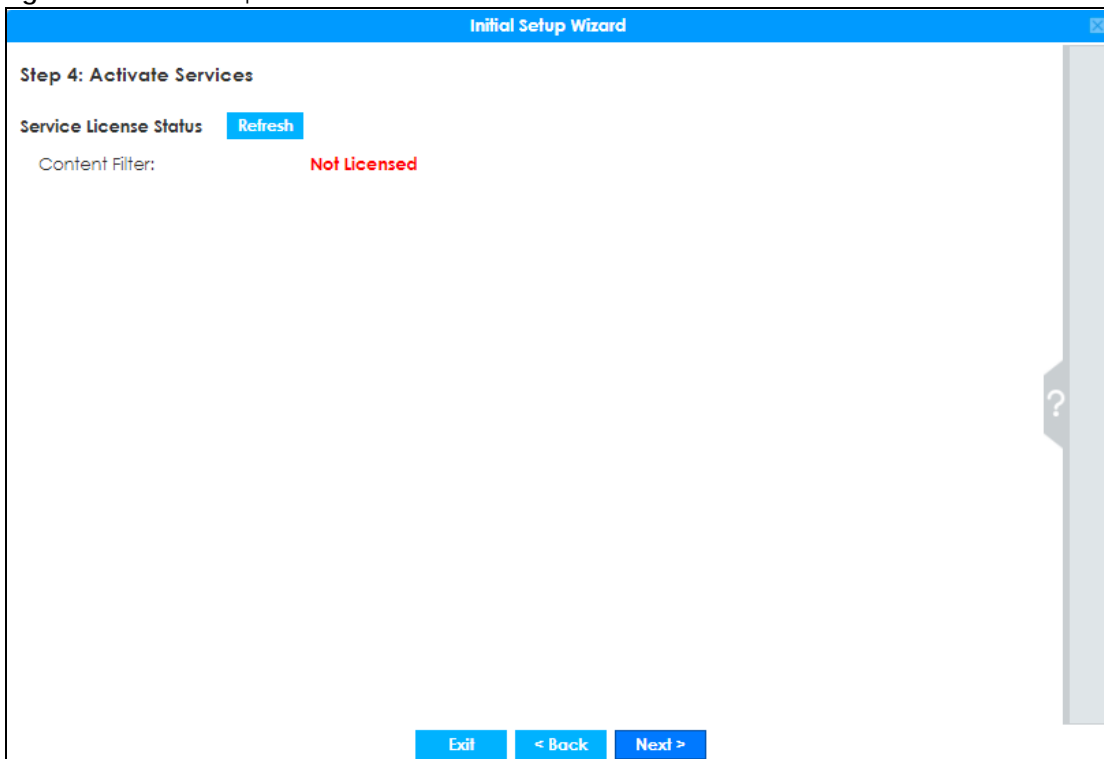 Initial Setup Wizard
Step 4: Activate Services
Service License Status Refresh
Content Filter: Not Licensed
?
Exit < Back Next >